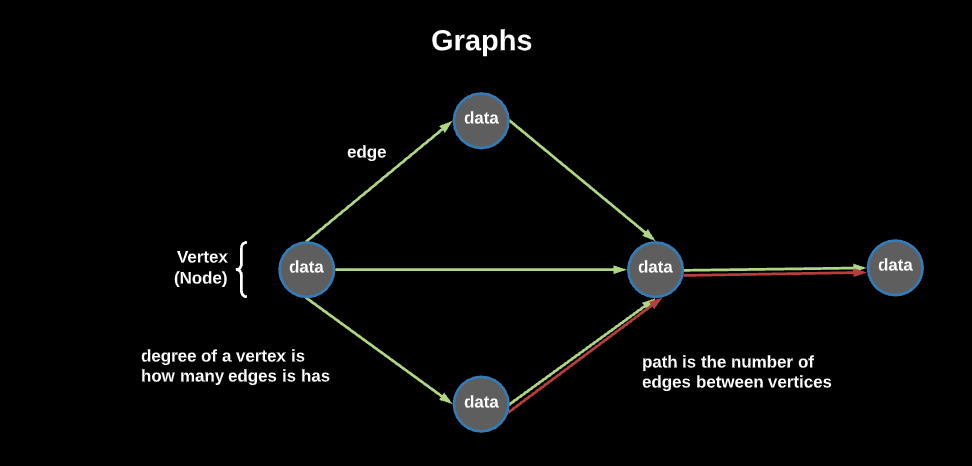 Graphs
data
edge
Vertex
(Node)
data
data
data
degree of a vertex is
how many edges is has
path is the number of
edges between vertices
data